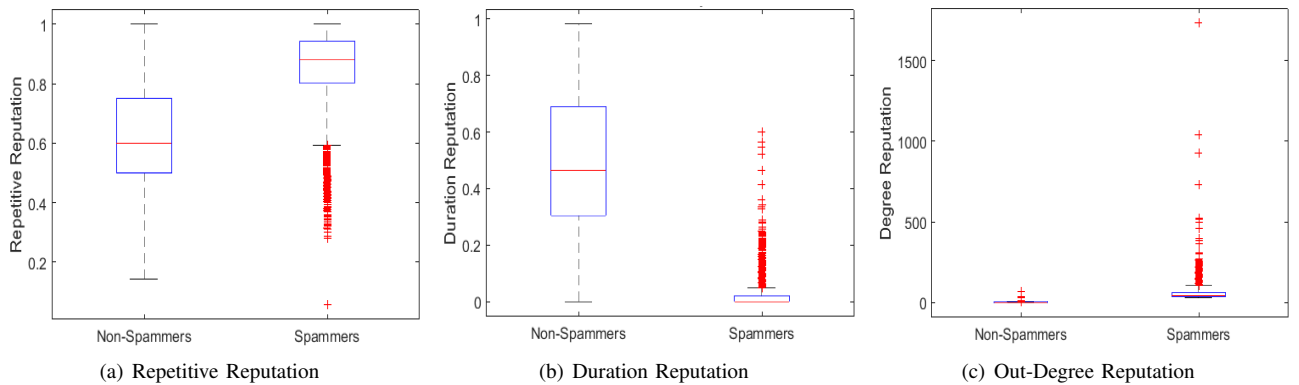 1
0.8
0.6
0.4
0.2
Repetitive Reputation
Non-Spammers
Spammers
(a) Repetitive Reputation
1
0.8
0.6
0.4
0.2
0
Duration Reputation
Non-Spammers
Spammers
(b) Duration Reputation
1500
1000
500
0
Degree Reputation
Non-Spammers
Spammers
(c) Out-Degree Reputation